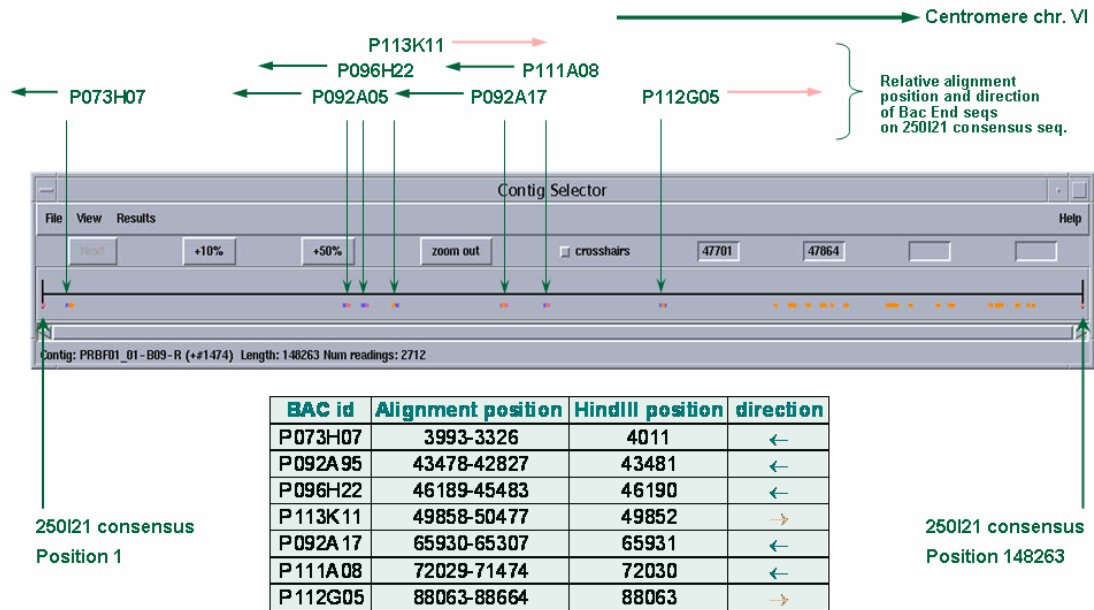 Centromere chr. VI
P113K11
P096H22
P111A08
P073H07
P092A05
P092A17
P112G05
Relative alignment
position and direction
of Bac End seqs
on 250I21 consensus seq.
Contig Selector
File View Results Help
Next +10% +50% zoom out crosshairs 47701 47864
Contig: PRBF01_01-B09-R (+#1474) Length: 148263 Num readings: 2712
BAC id Alignment position HindIII position direction
P073H07 3993-3326 4011 ←
P092A95 43478-42827 43481 ←
P096H22 46189-45483 46190 ←
P113K11 49858-50477 49852 →
P092A17 65930-65307 65931 ←
P111A08 72029-71474 72030 ←
P112G05 88063-88664 88063 →
250I21 consensus
Position 1
250I21 consensus
Position 148263